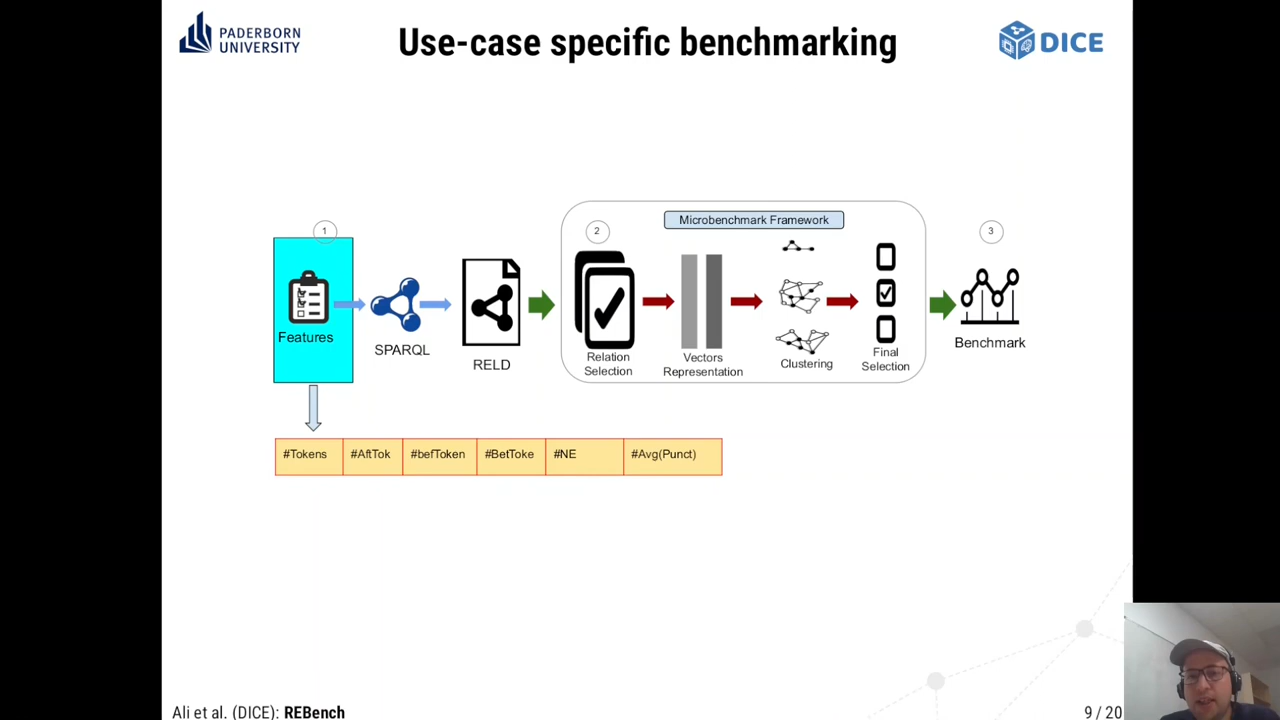 PADERBORN
UNIVERSITY
Use-case specific benchmarking
DICE
1
2
Microbenchmark Framework
3
Features
SPARQL
RELD
Relation
Selection
Vectors
Representation
Clustering
Final
Selection
Benchmark
#Tokens #AftTok #befToken #BetToke #NE #Avg(Punct)
Ali et al. (DICE): REBench
9 / 20